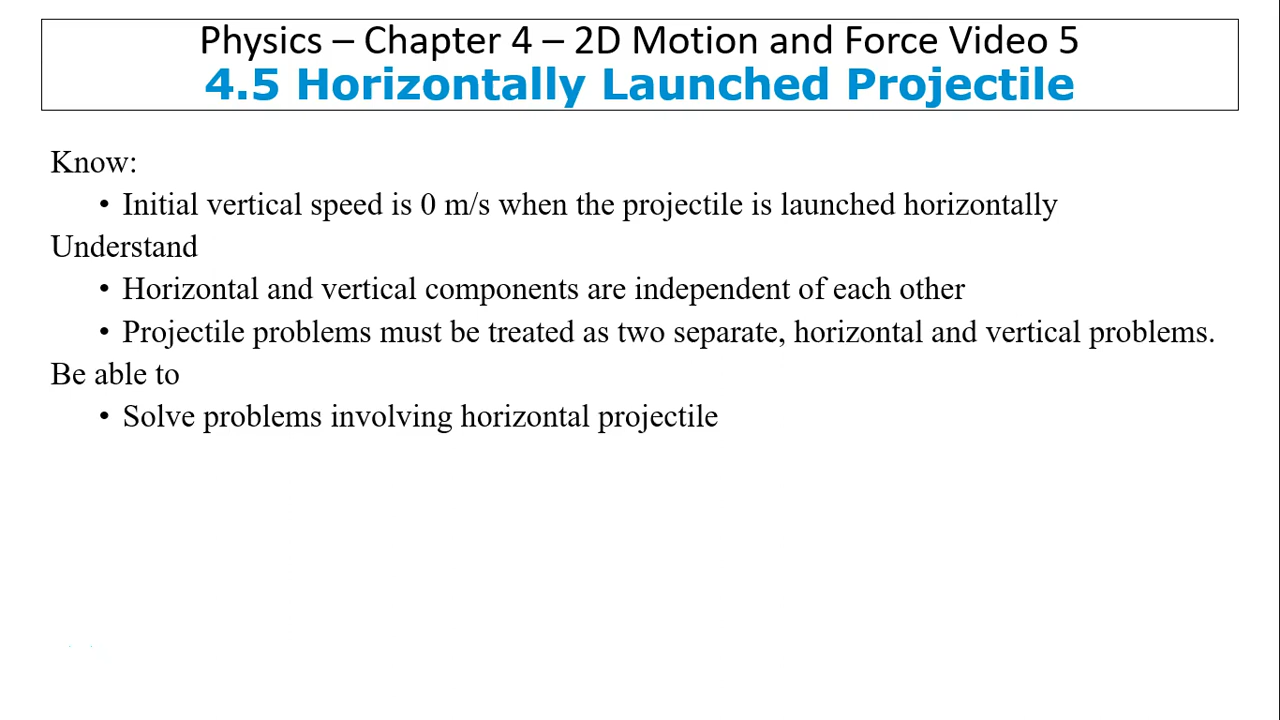 Physics – Chapter 4 – 2D Motion and Force Video 5
4.5 Horizontally Launched Projectile
Know:
• Initial vertical speed is 0 m/s when the projectile is launched horizontally
Understand
• Horizontal and vertical components are independent of each other
• Projectile problems must be treated as two separate, horizontal and vertical problems.
Be able to
• Solve problems involving horizontal projectile